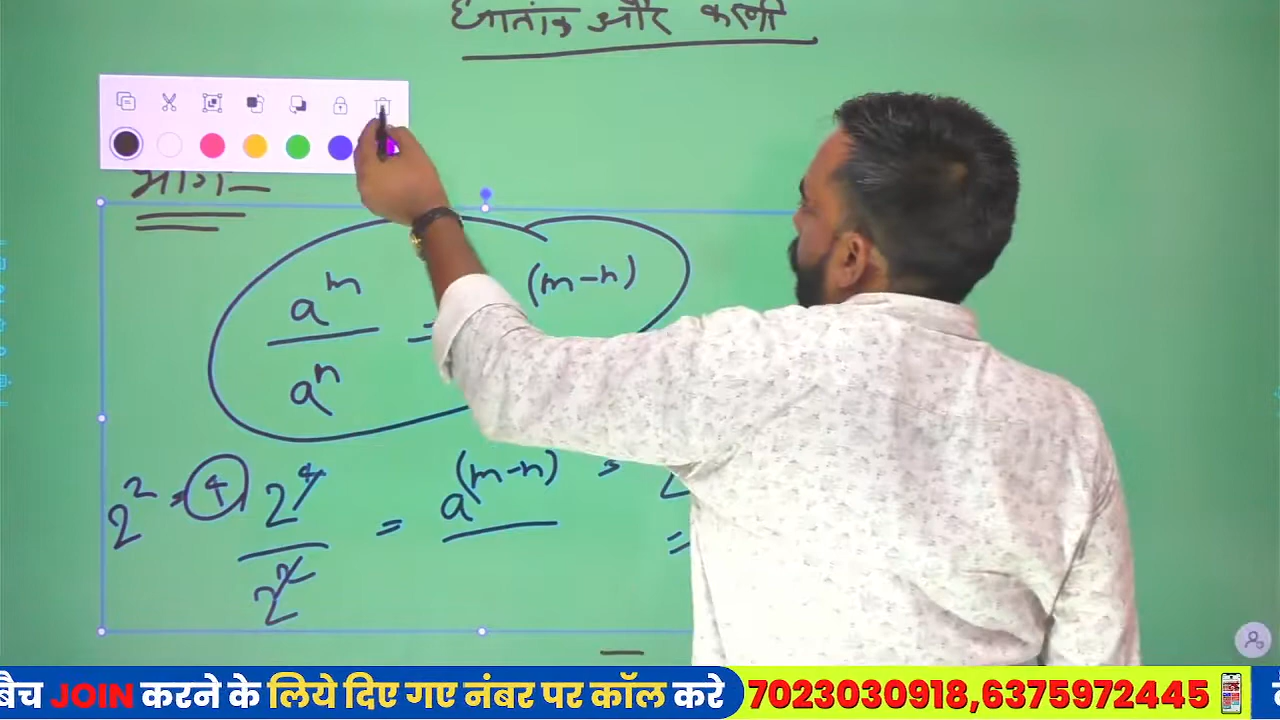 घातांक और करणी
भाग—
a^m / a^n = (m-n)
2^2 = 4 2^4 / 2^2 = a^(m-n) =
=
बैच JOIN करने के लिये दिए गए नंबर पर कॉल करे 7023030918,6375972445